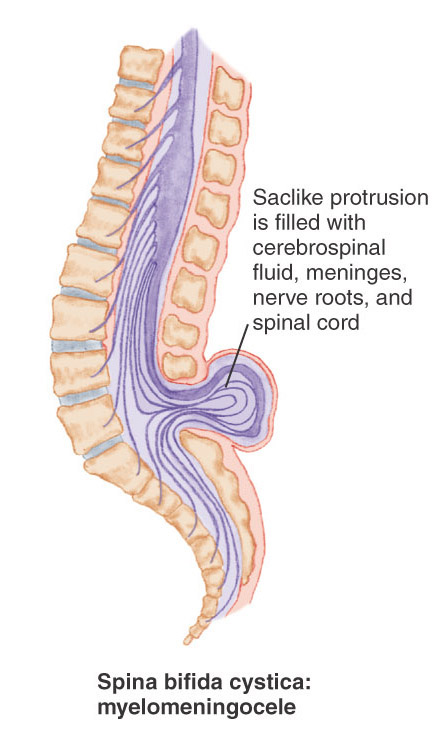 Saclike protrusion
is filled with
cerebrospinal
fluid, meninges,
nerve roots, and
spinal cord
Spina bifida cystica:
myelomeningocele